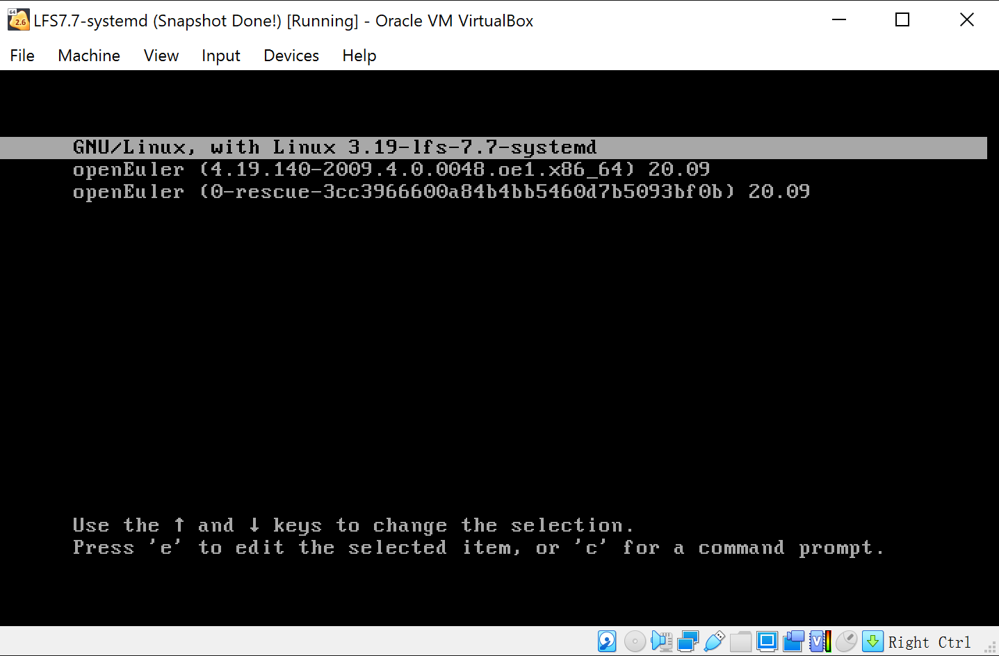 64
2.6
LFS7.7-systemd (Snapshot Done!) [Running] - Oracle VM VirtualBox
File Machine View Input Devices Help
GNU/Linux, with Linux 3.19-lfs-7.7-systemd
openEuler (4.19.140-2009.4.0.0048.oe1.x86_64) 20.09
openEuler (0-rescue-3cc3966600a84b4bb5460d7b5093bf0b) 20.09
Use the ↑ and ↓ keys to change the selection.
Press 'e' to edit the selected item, or 'c' for a command prompt.
V
Right Ctrl